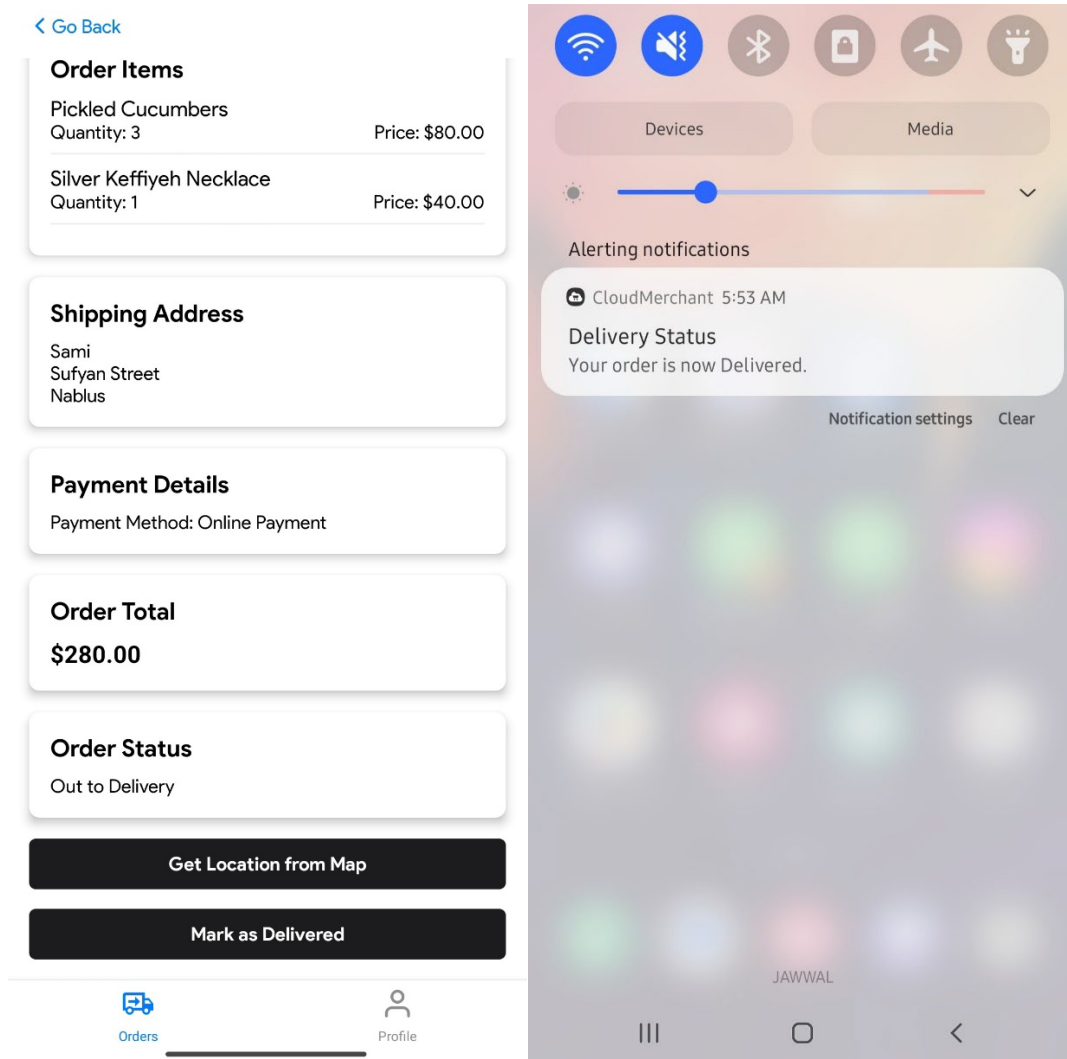 Go Back
Order Items
Pickled Cucumbers
Quantity: 3 Price: $80.00
Silver Keffiyeh Necklace
Quantity: 1 Price: $40.00
Shipping Address
Sami
Sufyan Street
Nablus
Payment Details
Payment Method: Online Payment
Order Total
$280.00
Order Status
Out to Delivery
Get Location from Map
Mark as Delivered
Orders Profile
Devices Media
Alerting notifications
CloudMerchant 5:53 AM
Delivery Status
Your order is now Delivered.
Notification settings Clear
JAWWAL